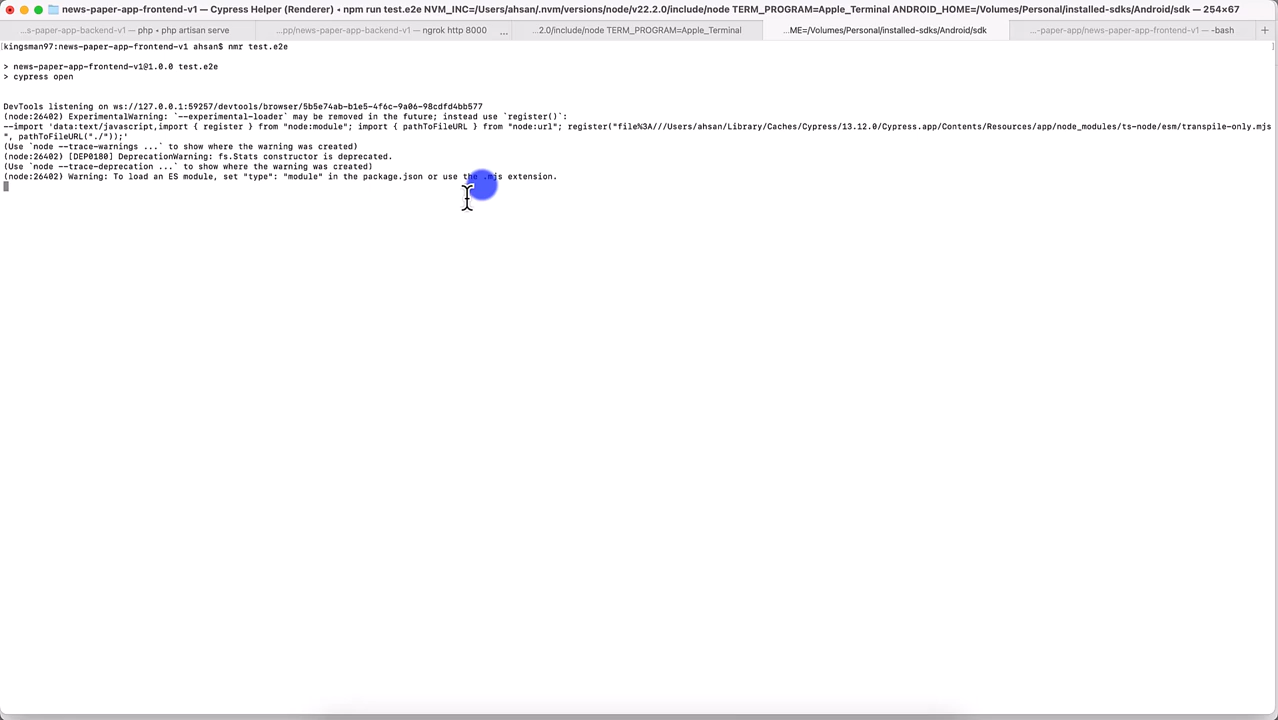 news-paper-app-frontend-v1 — Cypress Helper (Renderer) ◂ npm run test.e2e NVM_INC=/Users/ahsan/.nvm/versions/node/v22.2.0/include/node TERM_PROGRAM=Apple_Terminal ANDROID_HOME=/Volumes/Personal/installed-sdks/Android/sdk — 254×67
...s-paper-app-backend-v1 — php ◂ php artisan serve
...pp/news-paper-app-backend-v1 — ngrok http 8000 ...
...2.0/include/node TERM_PROGRAM=Apple_Terminal
...ME=/Volumes/Personal/installed-sdks/Android/sdk
...-paper-app/news-paper-app-frontend-v1 — -bash
kingsman97:news-paper-app-frontend-v1 ahsan$ nmr test.e2e
> news-paper-app-frontend-v1@1.0.0 test.e2e
> cypress open
DevTools listening on ws://127.0.0.1:59257/devtools/browser/5b5e74ab-b1e5-4f6c-9a06-98cdfd4bb577
(node:26402) ExperimentalWarning: `--experimental-loader` may be removed in the future; instead use `register()`:
--import 'data:text/javascript,import { register } from "node:module"; import { pathToFileURL } from "node:url"; register("file%3A///Users/ahsan/Library/Caches/Cypress/13.12.0/Cypress.app/Contents/Resources/app/node_modules/ts-node/esm/transpile-only.mjs
", pathToFileURL("./"));'
(Use `node --trace-warnings ...` to show where the warning was created)
(node:26402) [DEP0180] DeprecationWarning: fs.Stats constructor is deprecated.
(Use `node --trace-deprecation ...` to show where the warning was created)
(node:26402) Warning: To load an ES module, set "type": "module" in the package.json or use the .mjs extension.